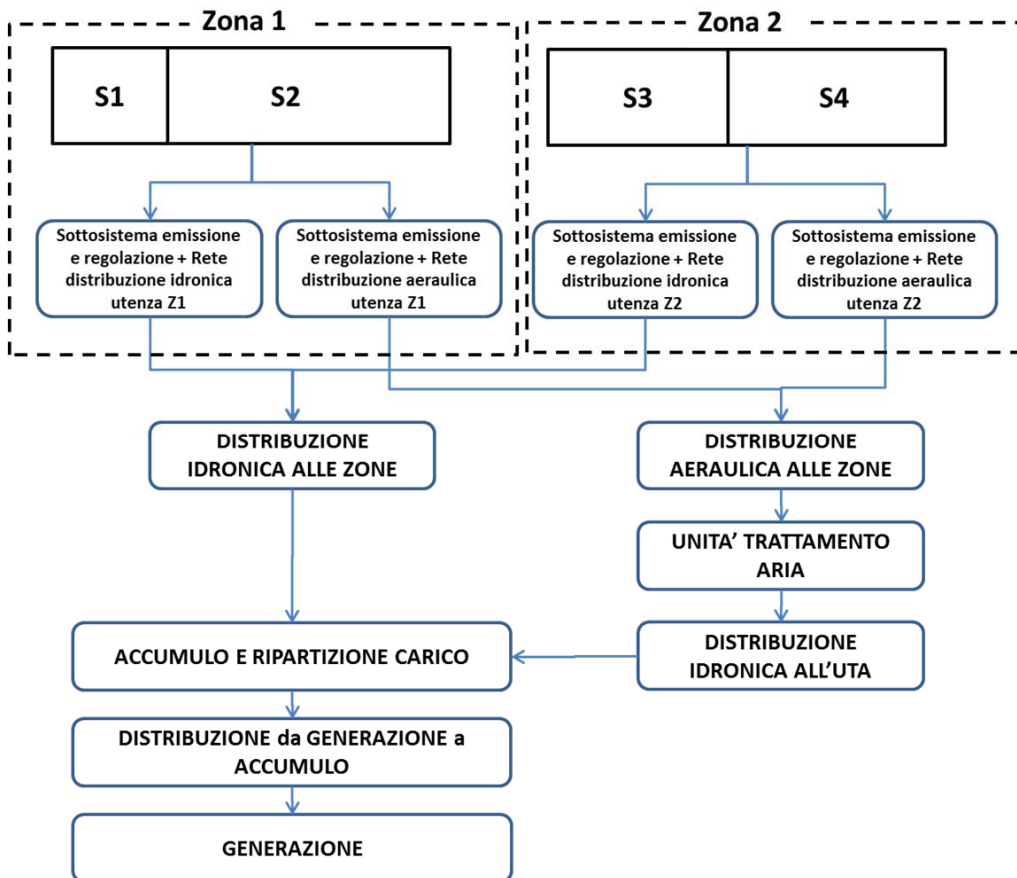 Zona 1
Zona 2
S1
S2
S3
S4
Sottosistema emissione
e regolazione + Rete
distribuzione idronica
utenza Z1
Sottosistema emissione
e regolazione + Rete
distribuzione aeraulica
utenza Z1
Sottosistema emissione
e regolazione + Rete
distribuzione idronica
utenza Z2
Sottosistema emissione
e regolazione + Rete
distribuzione aeraulica
utenza Z2
DISTRIBUZIONE
IDRONICA ALLE ZONE
DISTRIBUZIONE
AERAULICA ALLE ZONE
UNITA' TRATTAMENTO
ARIA
ACCUMULO E RIPARTIZIONE CARICO
DISTRIBUZIONE
IDRONICA ALL'UTA
DISTRIBUZIONE da GENERAZIONE a
ACCUMULO
GENERAZIONE